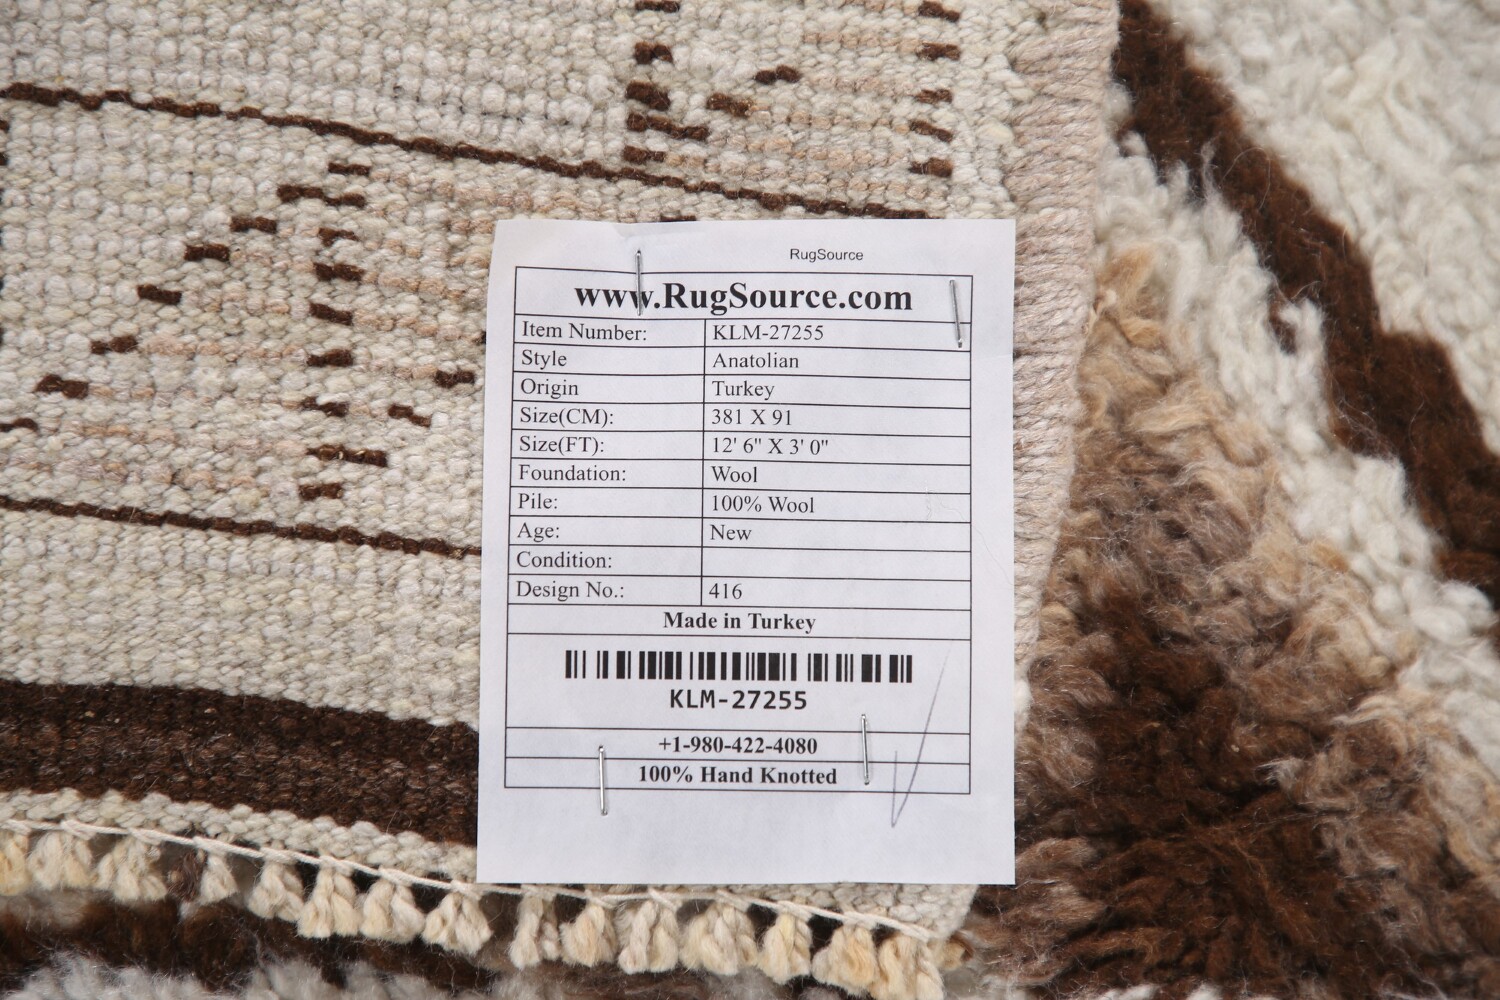 RugSource
www.RugSource.com
Item Number: KLM-27255
Style Anatolian
Origin Turkey
Size(CM): 381 X 91
Size(FT): 12' 6" X 3' 0"
Foundation: Wool
Pile: 100% Wool
Age: New
Condition:
Design No.: 416
Made in Turkey
KLM-27255
+1-980-422-4080
100% Hand Knotted